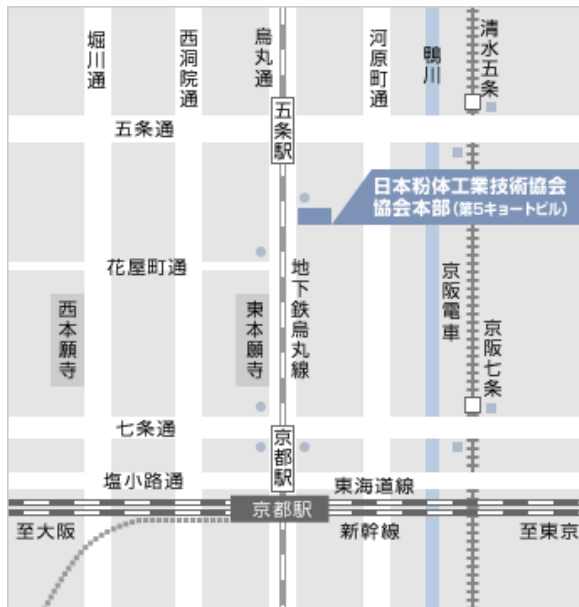 堀川通
西洞院通
烏丸通
河原町通
鴨川
清水五条
五条駅
五条通
日本粉体工業技術協会
協会本部(第5キョートビル)
花屋町通
地下鉄烏丸線
京阪電車
西本願寺
東本願寺
京阪七条
七条通
京都駅
塩小路通
東海道線
京都駅
至大阪
新幹線
至東京